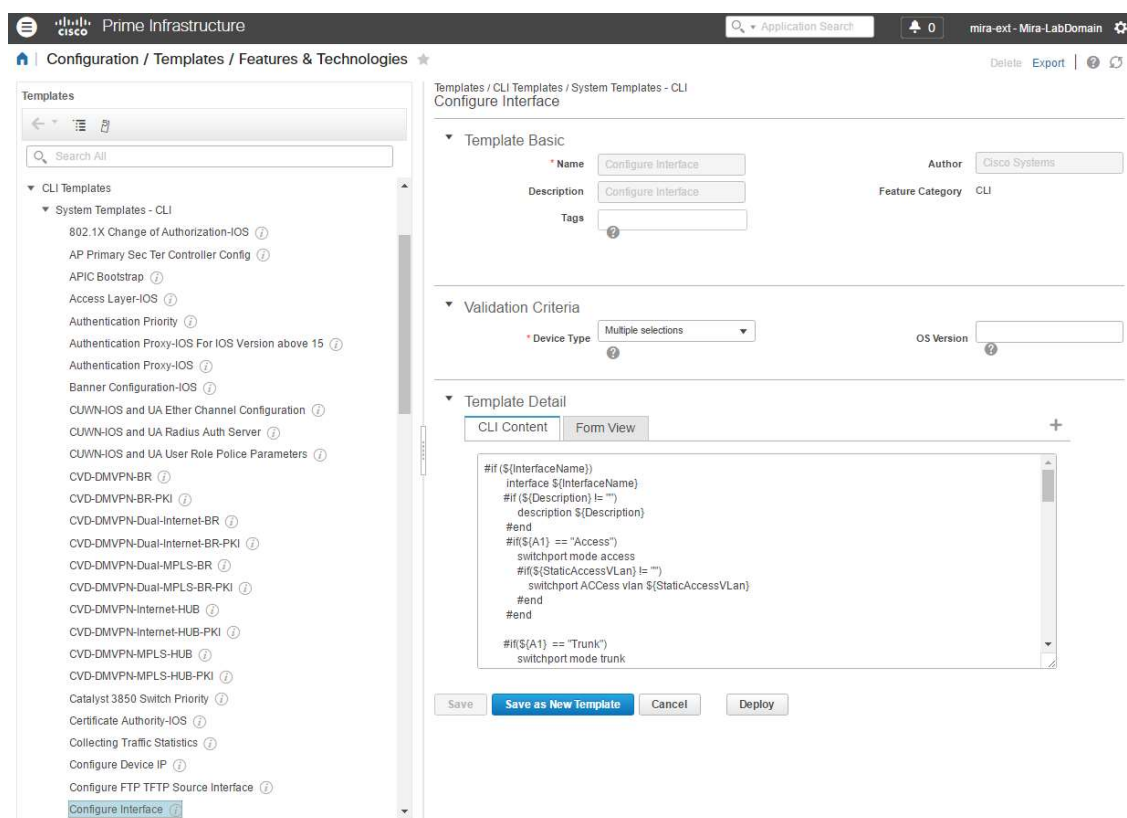 cisco Prime Infrastructure
Application Search
0
mira-ext - Mira-LabDomain
Configuration / Templates / Features & Technologies
Delete Export
Templates
Search All
CLI Templates
System Templates - CLI
802.1X Change of Authorization-IOS
AP Primary Sec Ter Controller Config
APIC Bootstrap
Access Layer-IOS
Authentication Priority
Authentication Proxy-IOS For IOS Version above 15
Authentication Proxy-IOS
Banner Configuration-IOS
CUWN-IOS and UA Ether Channel Configuration
CUWN-IOS and UA Radius Auth Server
CUWN-IOS and UA User Role Police Parameters
CVD-DMVPN-BR
CVD-DMVPN-BR-PKI
CVD-DMVPN-Dual-Internet-BR
CVD-DMVPN-Dual-Internet-BR-PKI
CVD-DMVPN-Dual-MPLS-BR
CVD-DMVPN-Dual-MPLS-BR-PKI
CVD-DMVPN-Internet-HUB
CVD-DMVPN-Internet-HUB-PKI
CVD-DMVPN-MPLS-HUB
CVD-DMVPN-MPLS-HUB-PKI
Catalyst 3850 Switch Priority
Certificate Authority-IOS
Collecting Traffic Statistics
Configure Device IP
Configure FTP TFTP Source Interface
Configure Interface
Templates / CLI Templates / System Templates - CLI
Configure Interface
Template Basic
* Name Configure Interface
Author Cisco Systems
Description Configure Interface
Feature Category CLI
Tags
Validation Criteria
* Device Type Multiple selections
OS Version
Template Detail
CLI Content Form View
#if (${InterfaceName})
interface ${InterfaceName}
#if (${Description} != "")
description ${Description}
#end
#if(${A1} == "Access")
switchport mode access
#if(${StaticAccessVLan} != "")
switchport ACCess vlan ${StaticAccessVLan}
#end
#end
#if(${A1} == "Trunk")
switchport mode trunk
Save Save as New Template Cancel Deploy